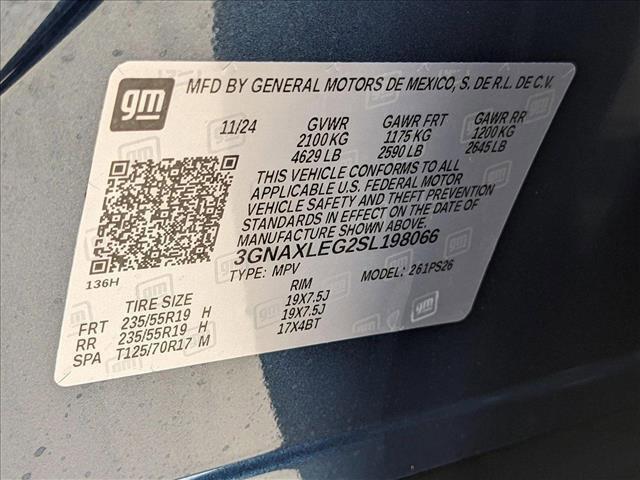 gm
MFD BY GENERAL MOTORS DE MEXICO, S. DE R.L. DE C.V.
11/24 GVWR GAWR FRT GAWR RR
2100 KG 1175 KG 1200 KG
4629 LB 2590 LB 2645 LB
THIS VEHICLE CONFORMS TO ALL
APPLICABLE U.S. FEDERAL MOTOR
VEHICLE SAFETY AND THEFT PREVENTION
STANDARDS IN EFFECT ON THE DATE OF
MANUFACTURE SHOWN ABOVE.
3GNAXLEG2SL198066
136H TYPE: MPV MODEL: 261PS26
TIRE SIZE RIM
FRT 235/55R19 H 19X7.5J
RR 235/55R19 H 19X7.5J
SPA T125/70R17 M 17X4BT